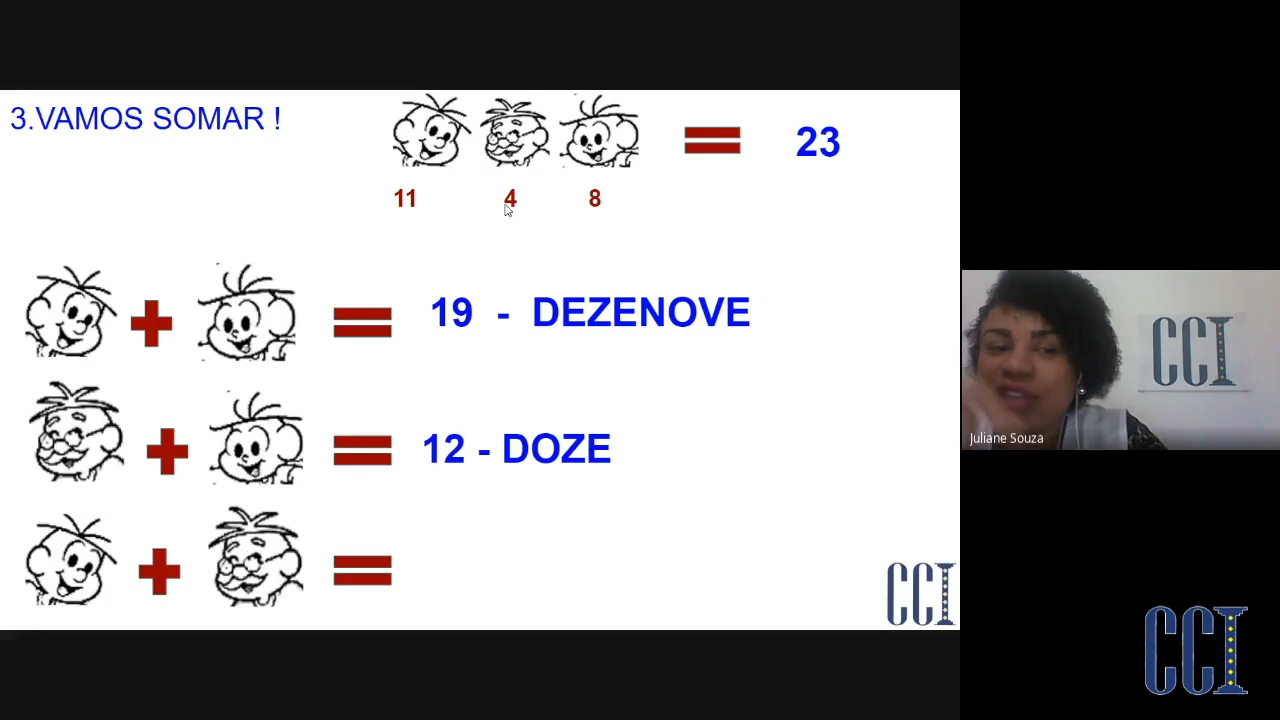 3.VAMOS SOMAR !
23
11 4 8
19 - DEZENOVE
12 - DOZE
CCI
CCI
Juliane Souza
CCI